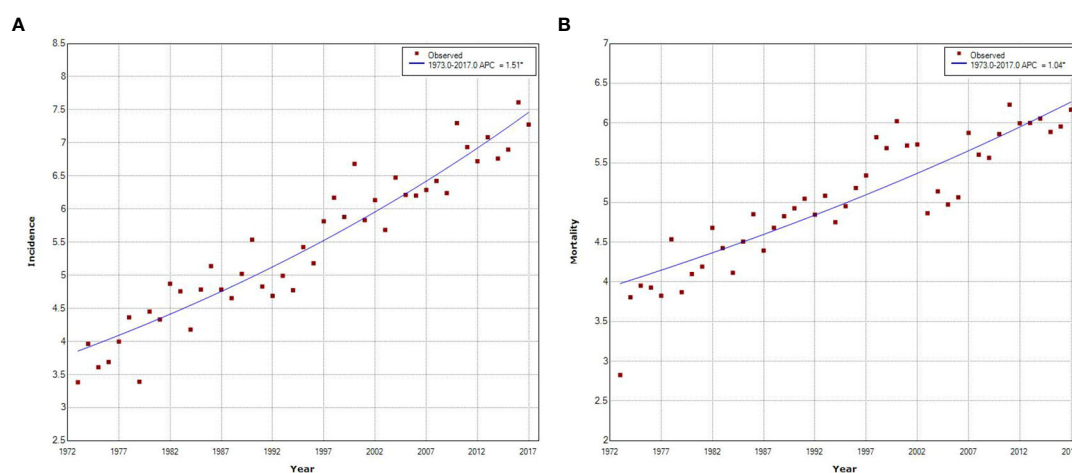 A
8.5
8
7.5
7
6.5
6
5.5
5
4.5
4
3.5
3
2.5
Incidence
Observed
1973.0-2017.0 APC = 1.51^
1972 1977 1982 1987 1992 1997 2002 2007 2012 2017
Year
B
7
6.5
6
5.5
5
4.5
4
3.5
3
2.5
2
Mortality
Observed
1973.0-2017.0 APC = 1.04^
1972 1977 1982 1987 1992 1997 2002 2007 2012 201
Year